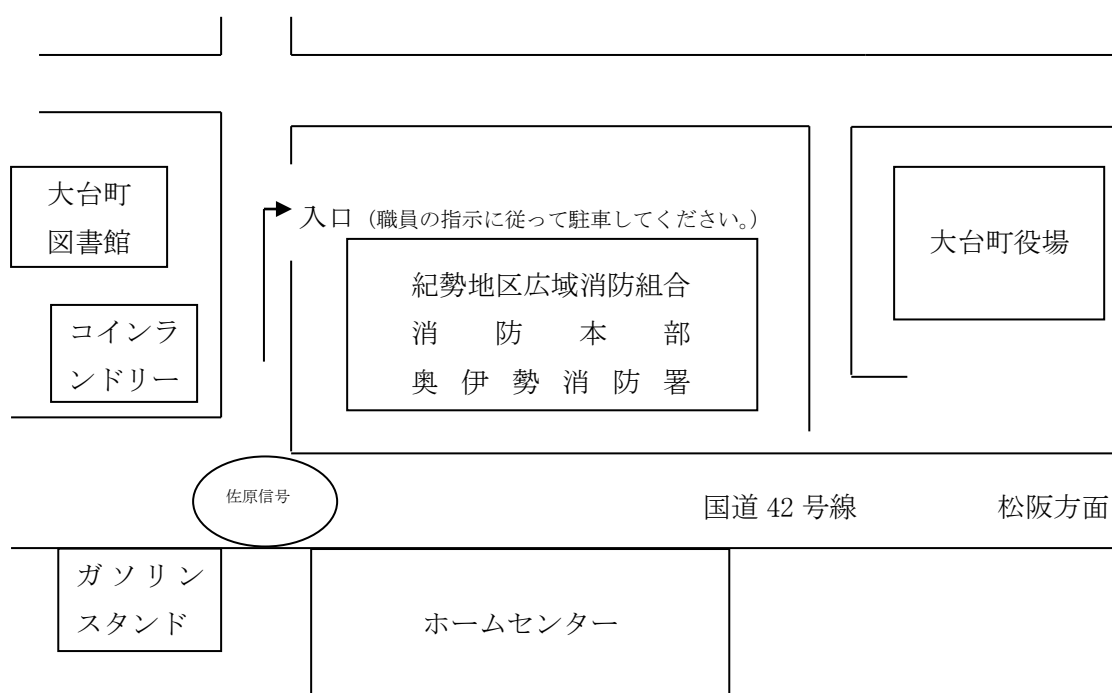 大台町
図書館
入口（職員の指示に従って駐車してください。）
大台町役場
コインラ
ンドリー
紀勢地区広域消防組合
消防本部
奥伊勢消防署
佐原信号
国道 42 号線
松阪方面
ガソリン
スタンド
ホームセンター